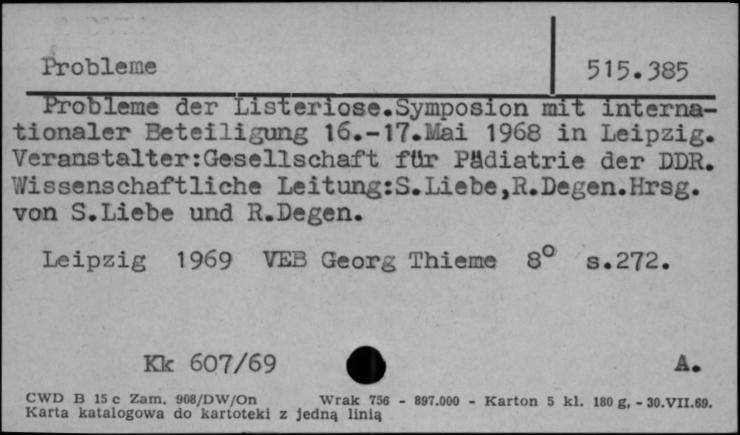 Probleme 515.385
Probleme der Listeriose.Symposion mit interna-
tionaler Beteiligung 16.-17.Mai 1968 in Leipzig.
Veranstalter:Gesellschaft für Pädiatrie der DDR.
Wissenschaftliche Leitung:S.Liebe,R.Degen.Hrsg.
von S.Liebe und R.Degen.
Leipzig 1969 VEB Georg Thieme 8° s.272.
Kk 607/69 A.
CWD B 15 c Zam. 908/DW/On Wrak 756 - 897.000 - Karton 5 kl. 180 g, - 30.VII.69.
Karta katalogowa do kartoteki z jedną linią